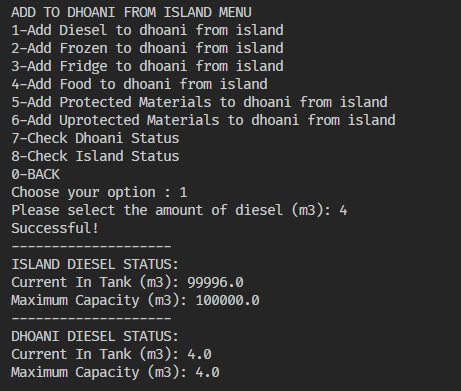 ADD TO DHOANI FROM ISLAND MENU
1-Add Diesel to dhoani from island
2-Add Frozen to dhoani from island
3-Add Fridge to dhoani from island
4-Add Food to dhoani from island
5-Add Protected Materials to dhoani from island
6-Add Uprotected Materials to dhoani from island
7-Check Dhoani Status
8-Check Island Status
0-BACK
Choose your option : 1
Please select the amount of diesel (m3): 4
Successful!
--------------------
ISLAND DIESEL STATUS:
Current In Tank (m3): 99996.0
Maximum Capacity (m3): 100000.0
--------------------
DHOANI DIESEL STATUS:
Current In Tank (m3): 4.0
Maximum Capacity (m3): 4.0